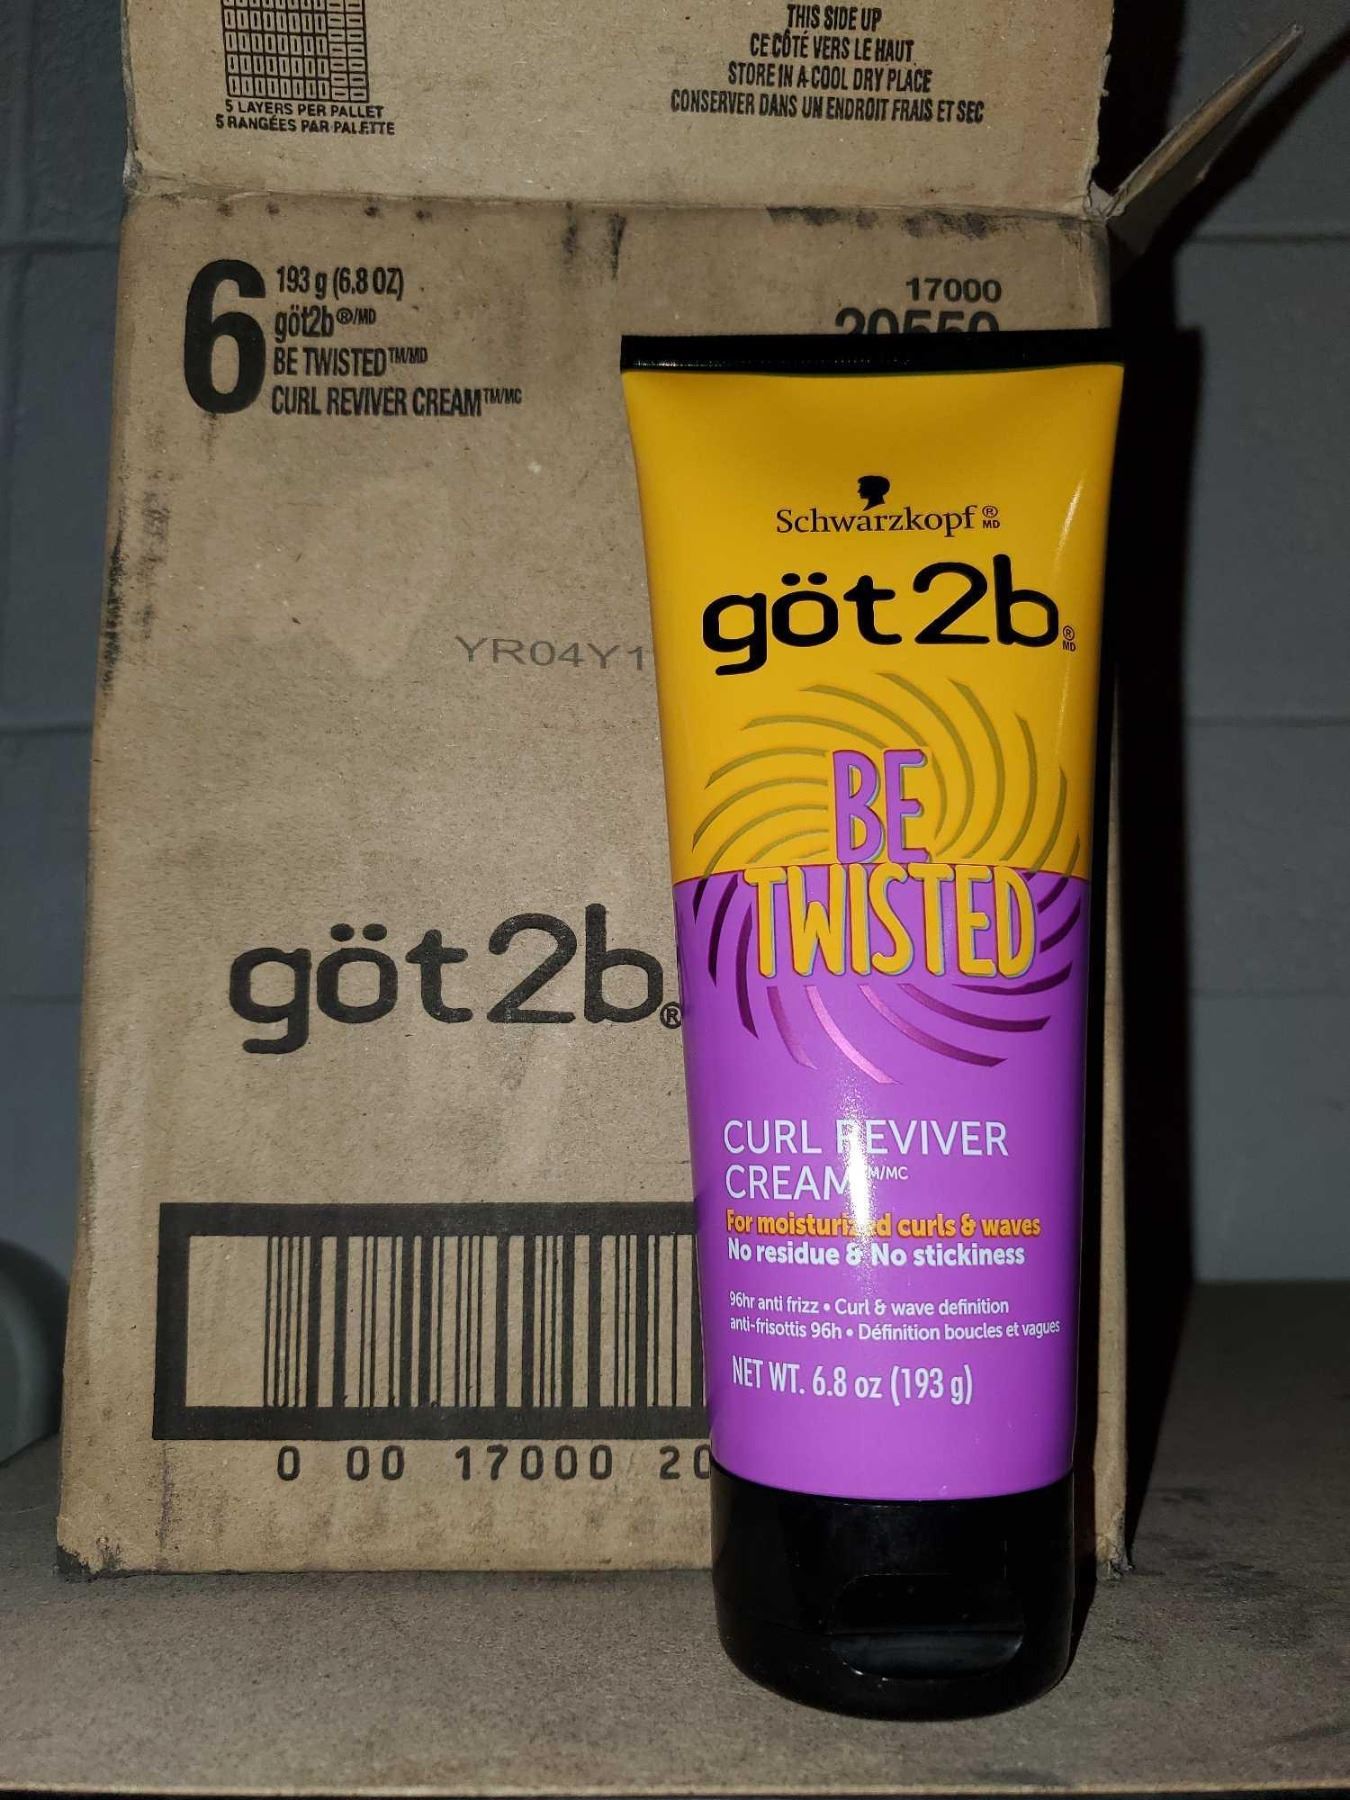 THIS SIDE UP
CE CÔTÉ VERS LE HAUT
STORE IN A COOL DRY PLACE
CONSERVER DANS UN ENDROIT FRAIS ET SEC
5 LAYERS PER PALLET
5 RANGÉES PAR PALETTE
6
193 g (6.8 OZ)
göt2b®/MD
BE TWISTED™/MD
CURL REVIVER CREAM™/MC
17000
20550
YR04Y1
göt2b®
0 00 17000 20
Schwarzkopf® MD
göt2b® MD
BE
TWISTED
CURL REVIVER
CREAM™/MC
For moisturized curls & waves
No residue & No stickiness
96hr anti frizz • Curl & wave definition
anti-frisottis 96h • Définition boucles et vagues
NET WT. 6.8 oz (193 g)